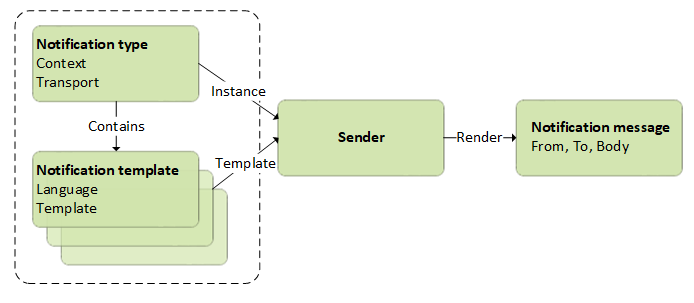 Notification type
Context
Transport
Instance
Contains
Notification template
Language
Template
Template
Sender
Render
Notification message
From, To, Body